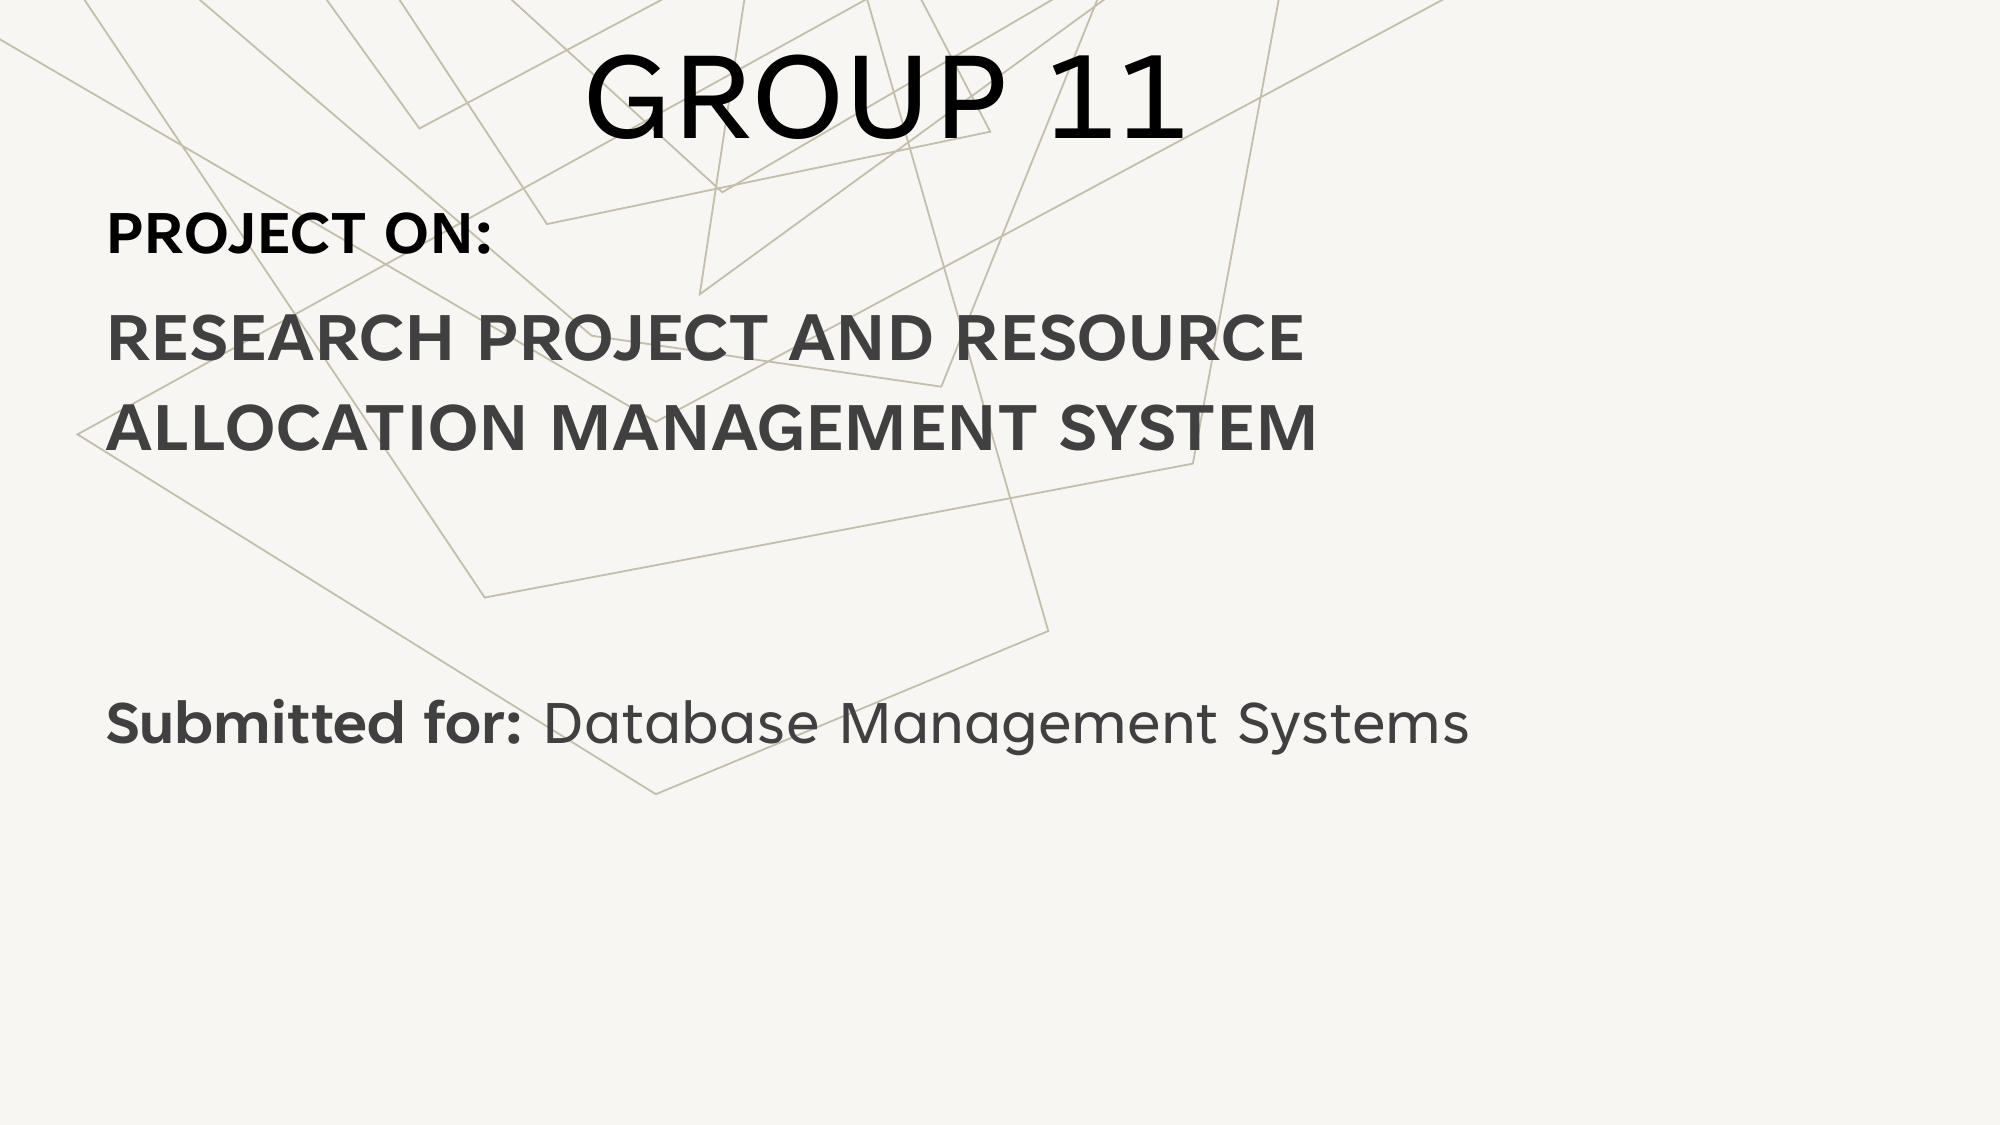 GROUP 11
PROJECT ON:
RESEARCH PROJECT AND RESOURCE
ALLOCATION MANAGEMENT SYSTEM
Submitted for: Database Management Systems